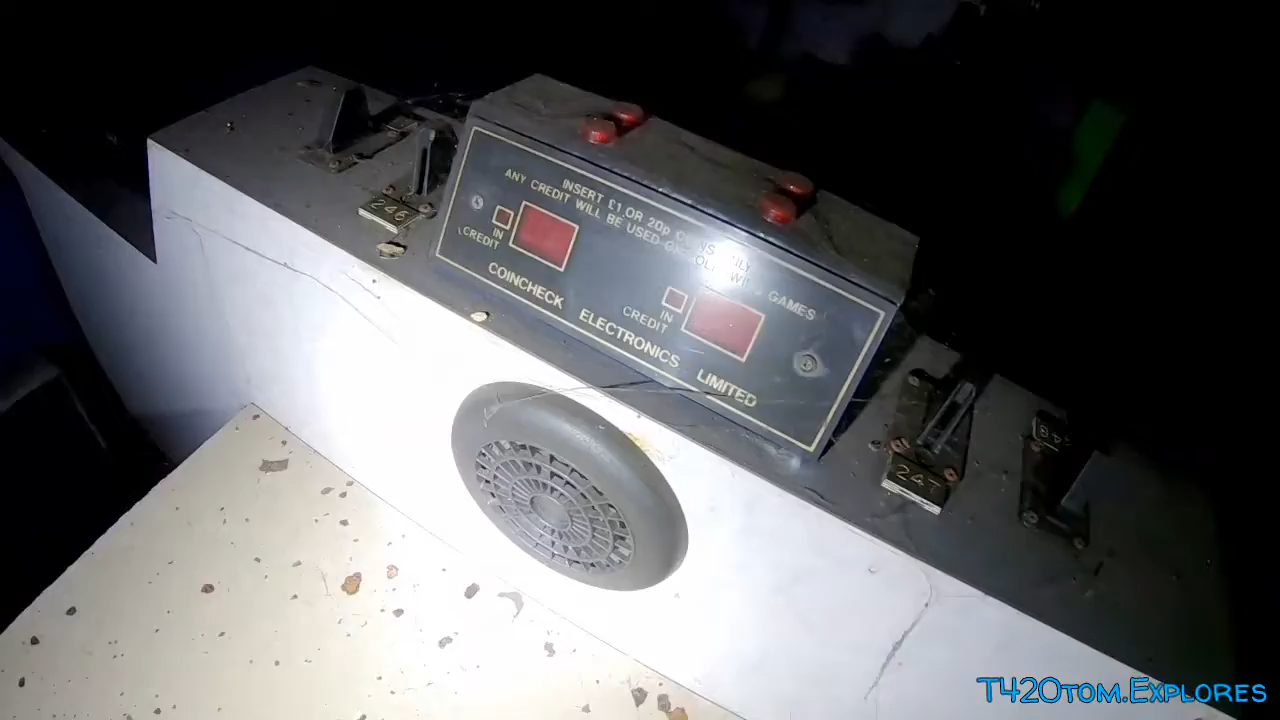 INSERT £1,OR 20p
ANY CREDIT WILL BE USED GAMES
246
IN
CREDIT
IN
CREDIT
COINCHECK ELECTRONICS LIMITED
247
T42Otom.Explores